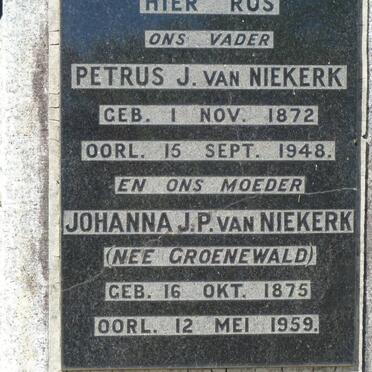 HIER RUS
ONS VADER
PETRUS J. VAN NIEKERK
GEB. 1 NOV. 1872
OORL. 15 SEPT. 1948.
EN ONS MOEDER
JOHANNA J.P. VAN NIEKERK
(NEE GROENEWALD)
GEB. 16 OKT. 1875
OORL. 12 MEI 1959.